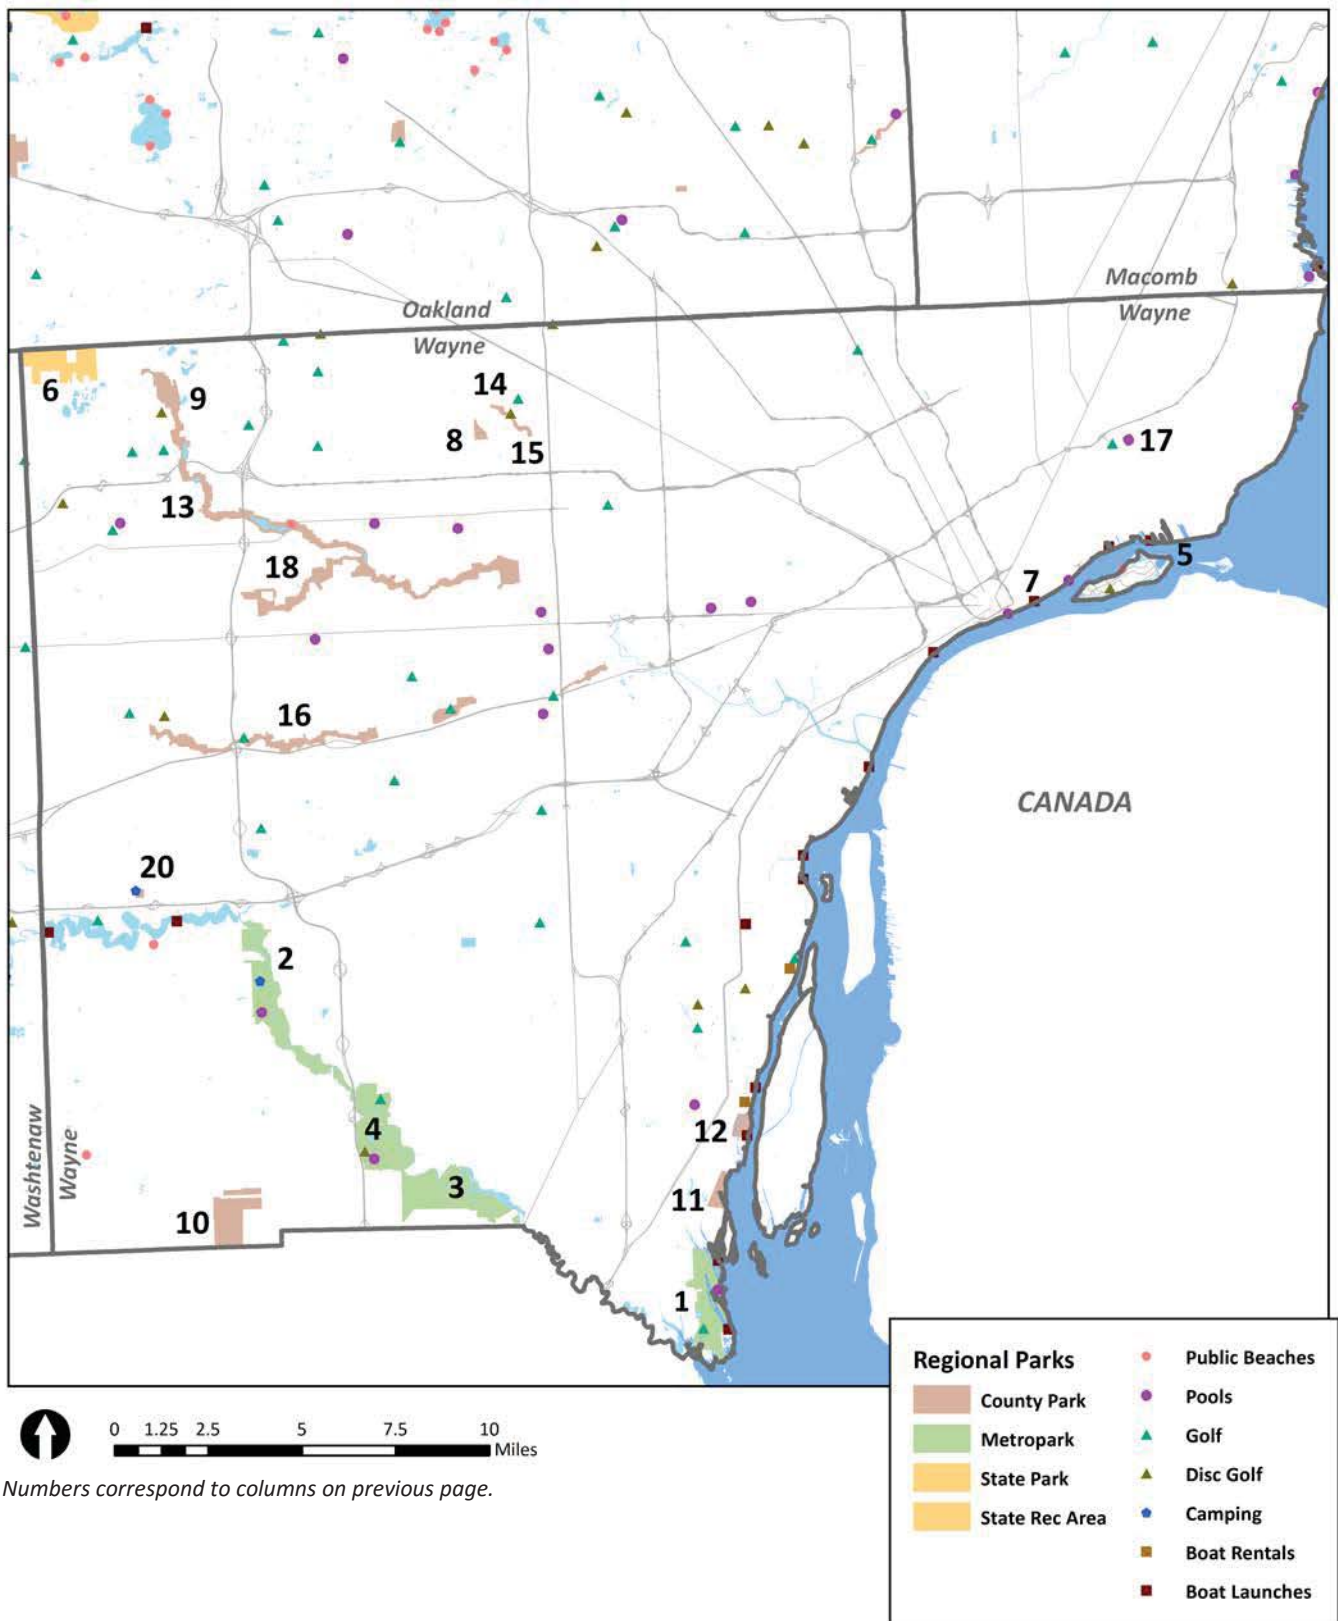 Oakland
Macomb
Wayne
Wayne
6
9
14
8
15
17
13
18
5
7
16
CANADA
20
2
4
12
3
11
Washtenaw
Wayne
10
1
Regional Parks
County Park
Metropark
State Park
State Rec Area
Public Beaches
Pools
Golf
Disc Golf
Camping
Boat Rentals
Boat Launches
0 1.25 2.5 5 7.5 10
Miles
Numbers correspond to columns on previous page.